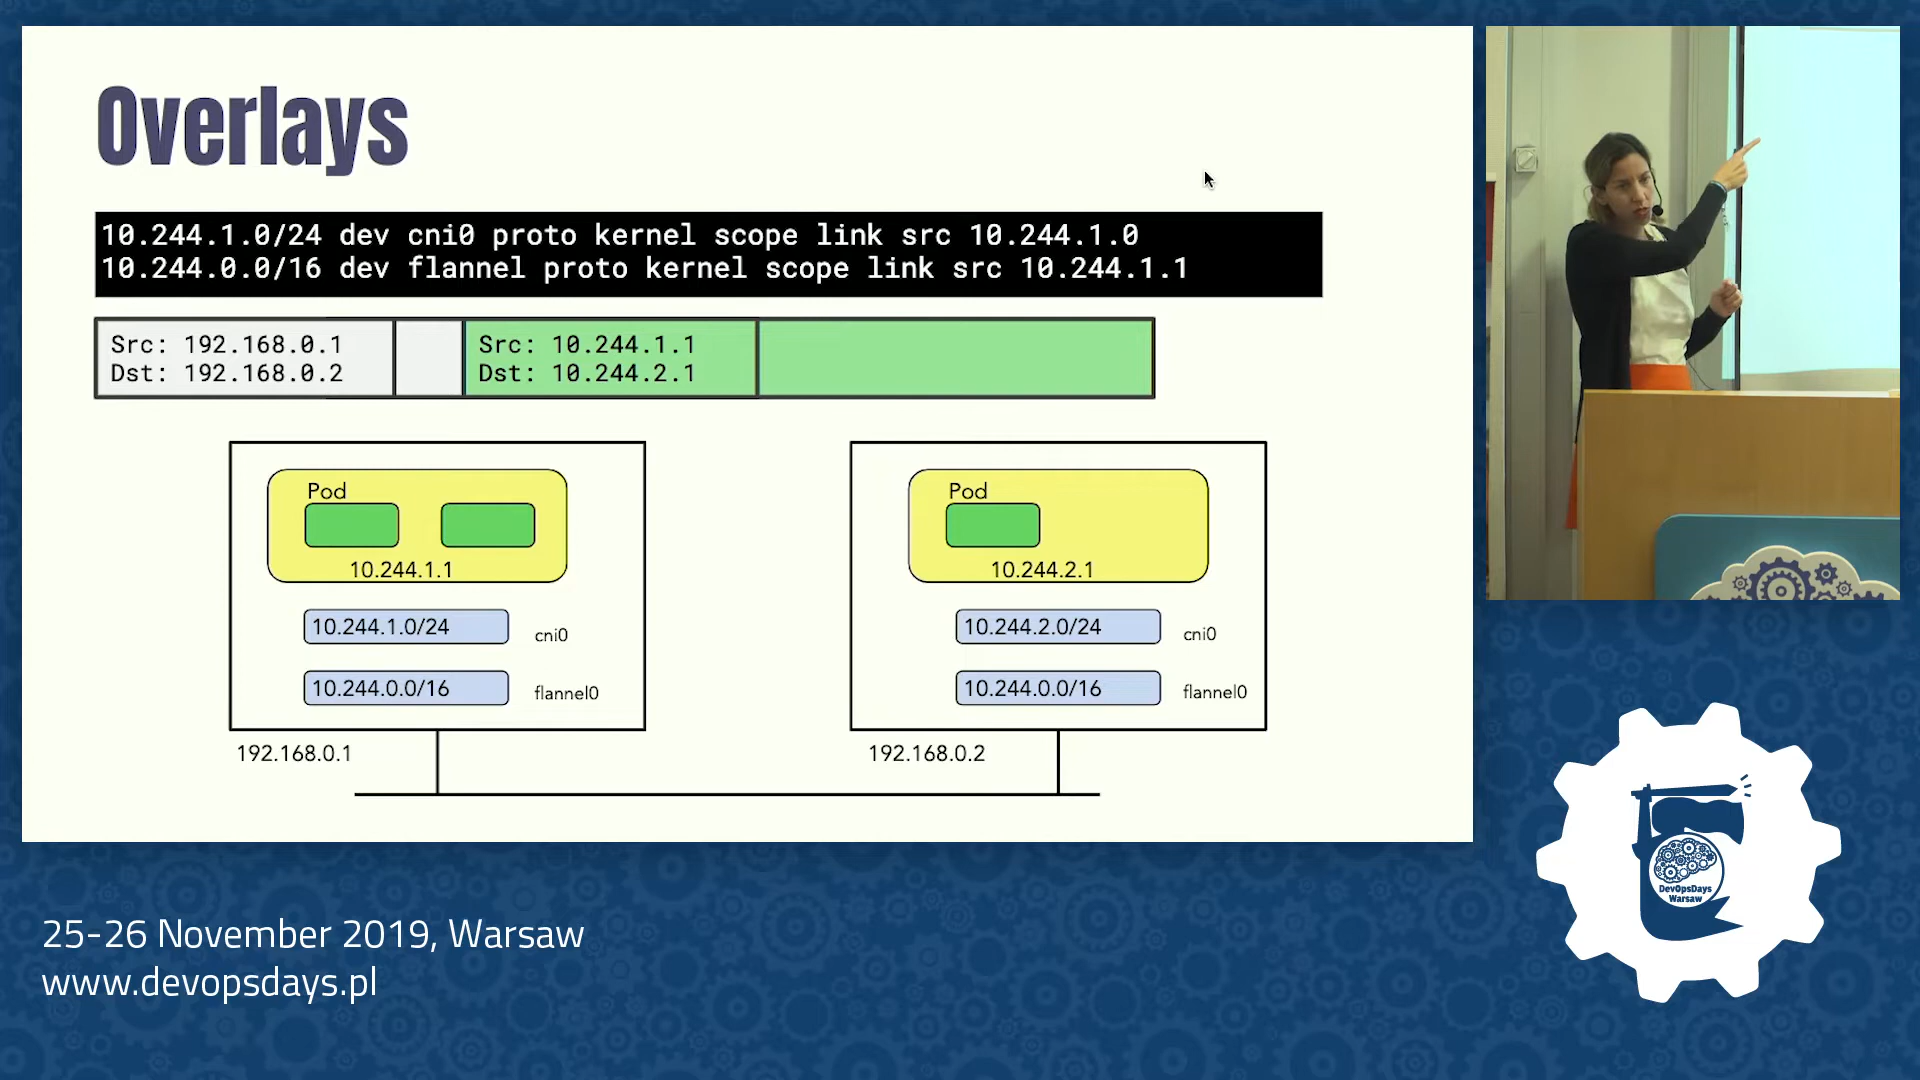 Overlays
10.244.1.0/24 dev cni0 proto kernel scope link src 10.244.1.0
10.244.0.0/16 dev flannel proto kernel scope link src 10.244.1.1
Src: 192.168.0.1
Dst: 192.168.0.2
Src: 10.244.1.1
Dst: 10.244.2.1
Pod
10.244.1.1
10.244.1.0/24
cni0
10.244.0.0/16
flannel0
192.168.0.1
Pod
10.244.2.1
10.244.2.0/24
cni0
10.244.0.0/16
flannel0
192.168.0.2
25-26 November 2019, Warsaw
www.devopsdays.pl
DevOpsDays
Warsaw